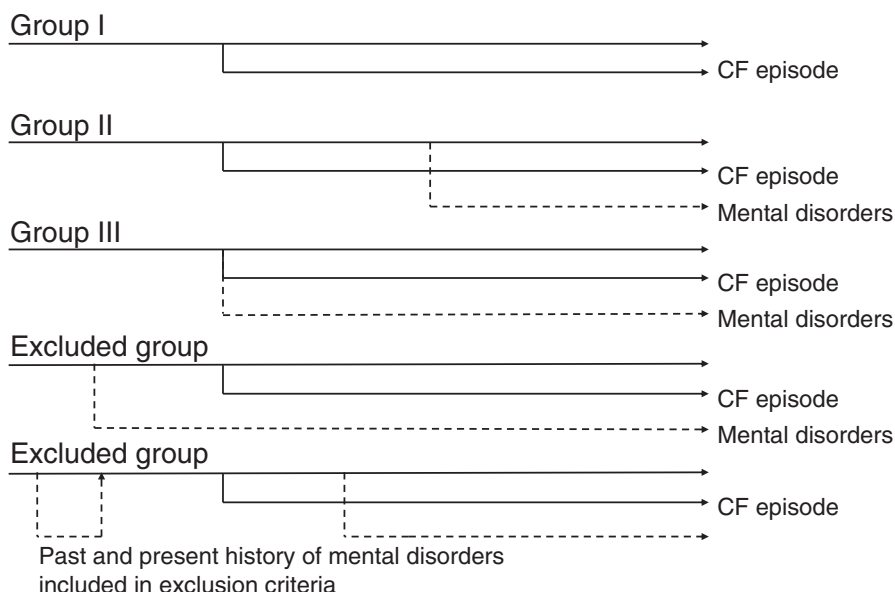 Group I
CF episode
Group II
CF episode
Mental disorders
Group III
CF episode
Mental disorders
Excluded group
CF episode
Mental disorders
Excluded group
CF episode
Past and present history of mental disorders
included in exclusion criteria